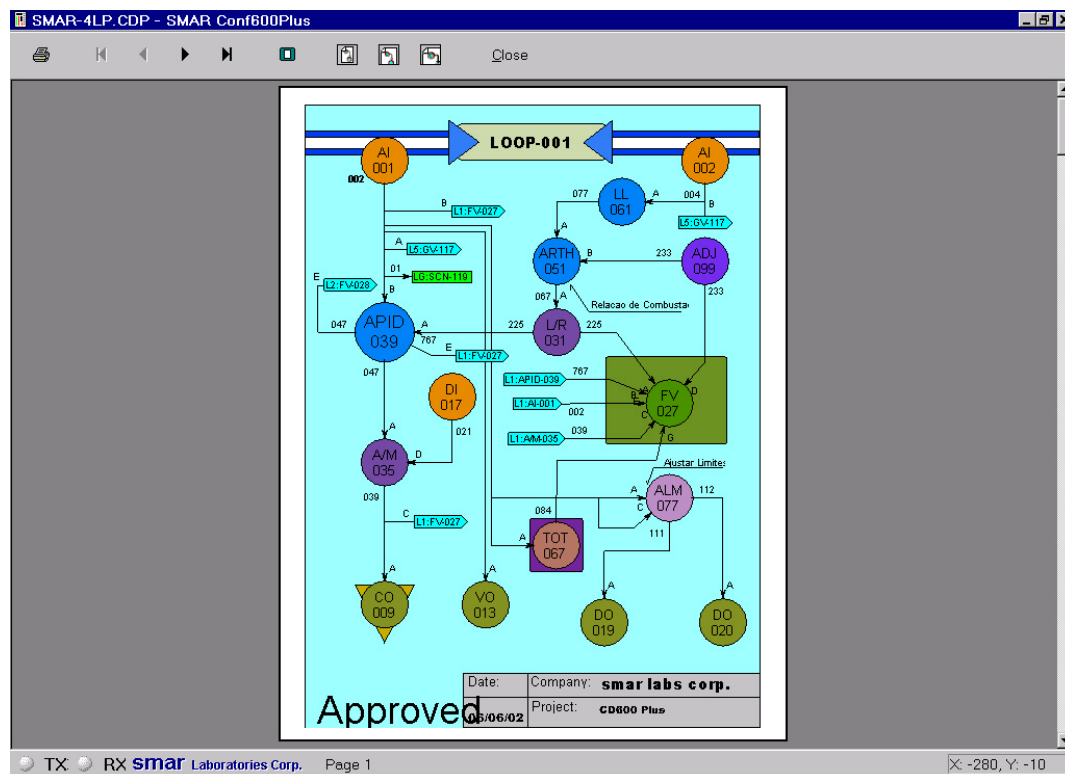 SMAR-4LP.CDP - SMAR Conf600Plus
Close
LOOP-001
AI
001
002
AI
002
077
LL
061
A
004
B
B
L1:FV-027
L5:GV-117
A
A
L5:GV-117
ARTH
051
B
233
ADJ
099
01
LG:SCN-119
E
L2:FV-028
B
067
A
233
Relacao de Combusta
APID
039
047
A
767
225
L/R
031
225
E
L1:FV-027
047
L1:APID-039
767
DI
017
L1:AI-001
002
A
B
D
FV
027
C
021
039
L1:A/M-035
G
A
A/M
035
D
Ajustar Limites
039
A
ALM
077
112
C
084
C
L1:FV-027
111
A
TOT
067
A
CO
009
A
VO
013
A
DO
019
A
DO
020
Date:
Company: smar labs corp.
Approved
06/06/02
Project: CD600 Plus
TX RX smar Laboratories Corp. Page 1
X: -280, Y: -10